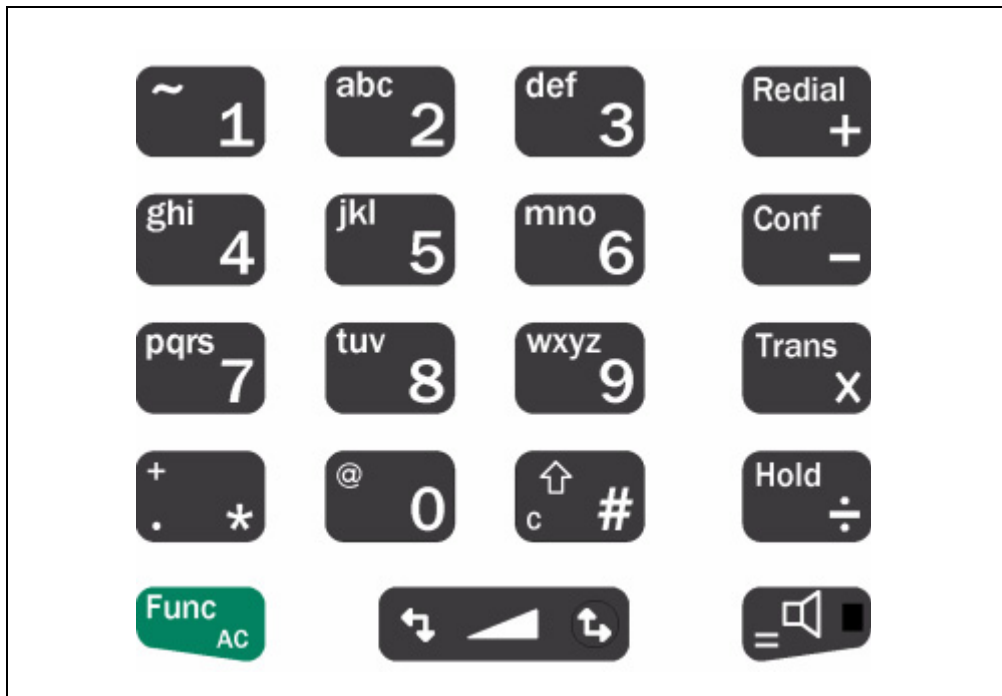 ~ 1
abc 2
def 3
Redial +
ghi 4
jkl 5
mno 6
Conf –
pqrs 7
tuv 8
wxyz 9
Trans x
+ . *
@ 0
c #
Hold ÷
Func AC
=